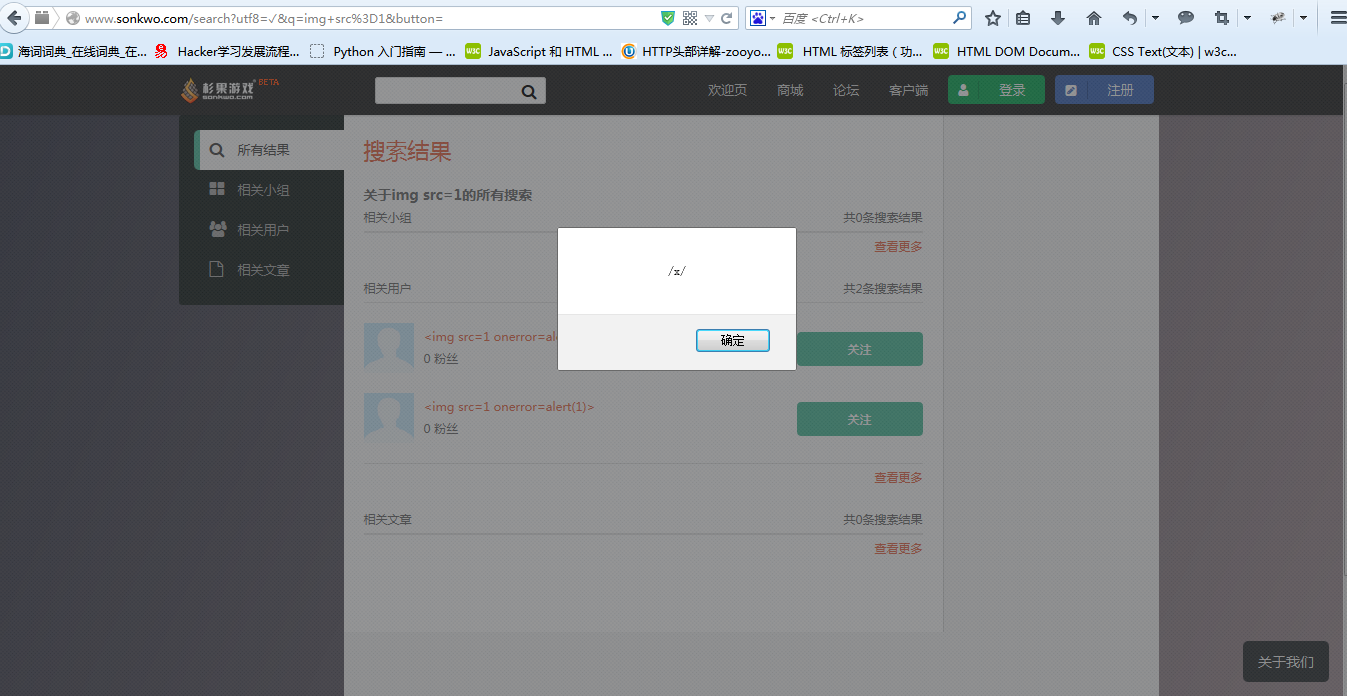 www.sonkwo.com/search?utf8=√&q=img+src%3D1&button=
百度 <Ctrl+K>
海词词典_在线词典_在... Hacker学习发展流程... Python 入门指南 — ... JavaScript 和 HTML ... HTTP头部详解-zooyo... HTML 标签列表 ( 功... HTML DOM Docum... CSS Text(文本) | w3c...
杉果游戏 BETA
sonkwo.com
欢迎页 商城 论坛 客户端 登录 注册
所有结果
相关小组
相关用户
相关文章
搜索结果
关于img src=1的所有搜索
相关小组 共0条搜索结果
查看更多
/x/
确定
相关用户 共2条搜索结果
<img src=1 onerror=al
0 粉丝
关注
<img src=1 onerror=alert(1)>
0 粉丝
关注
查看更多
相关文章 共0条搜索结果
查看更多
关于我们